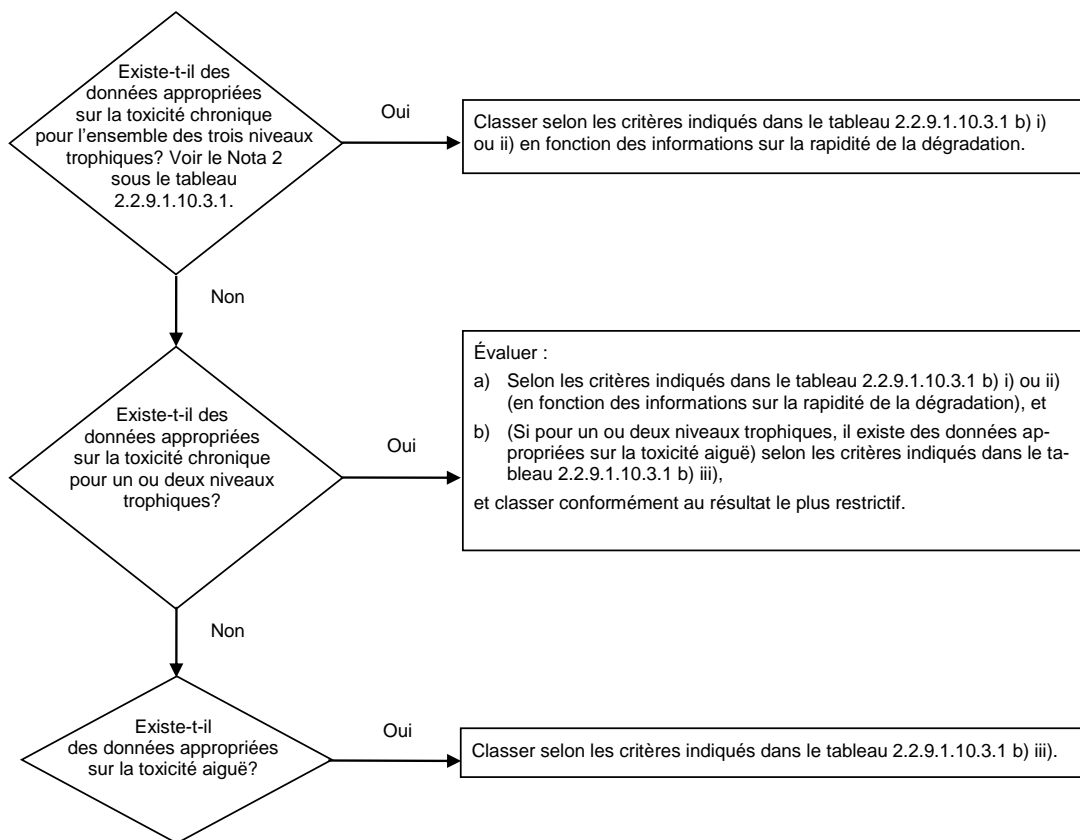 Existe-t-il des
données appropriées
sur la toxicité chronique
pour l'ensemble des trois niveaux
trophiques? Voir le Nota 2
sous le tableau
2.2.9.1.10.3.1.
Oui
Classer selon les critères indiqués dans le tableau 2.2.9.1.10.3.1 b) i)
ou ii) en fonction des informations sur la rapidité de la dégradation.
Non
Existe-t-il des
données appropriées
sur la toxicité chronique
pour un ou deux niveaux
trophiques?
Oui
Évaluer :
a) Selon les critères indiqués dans le tableau 2.2.9.1.10.3.1 b) i) ou ii)
(en fonction des informations sur la rapidité de la dégradation), et
b) (Si pour un ou deux niveaux trophiques, il existe des données ap-
propriées sur la toxicité aiguë) selon les critères indiqués dans le ta-
bleau 2.2.9.1.10.3.1 b) iii),
et classer conformément au résultat le plus restrictif.
Non
Existe-t-il
des données appropriées
sur la toxicité aiguë?
Oui
Classer selon les critères indiqués dans le tableau 2.2.9.1.10.3.1 b) iii).